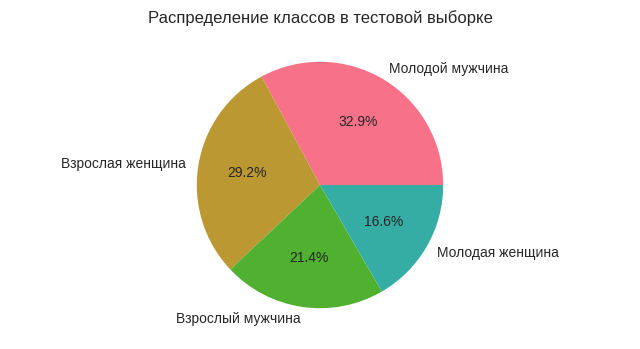 Распределение классов в тестовой выборке
Молодой мужчина
32.9%
Взрослая женщина
29.2%
16.6%
Молодая женщина
21.4%
Взрослый мужчина